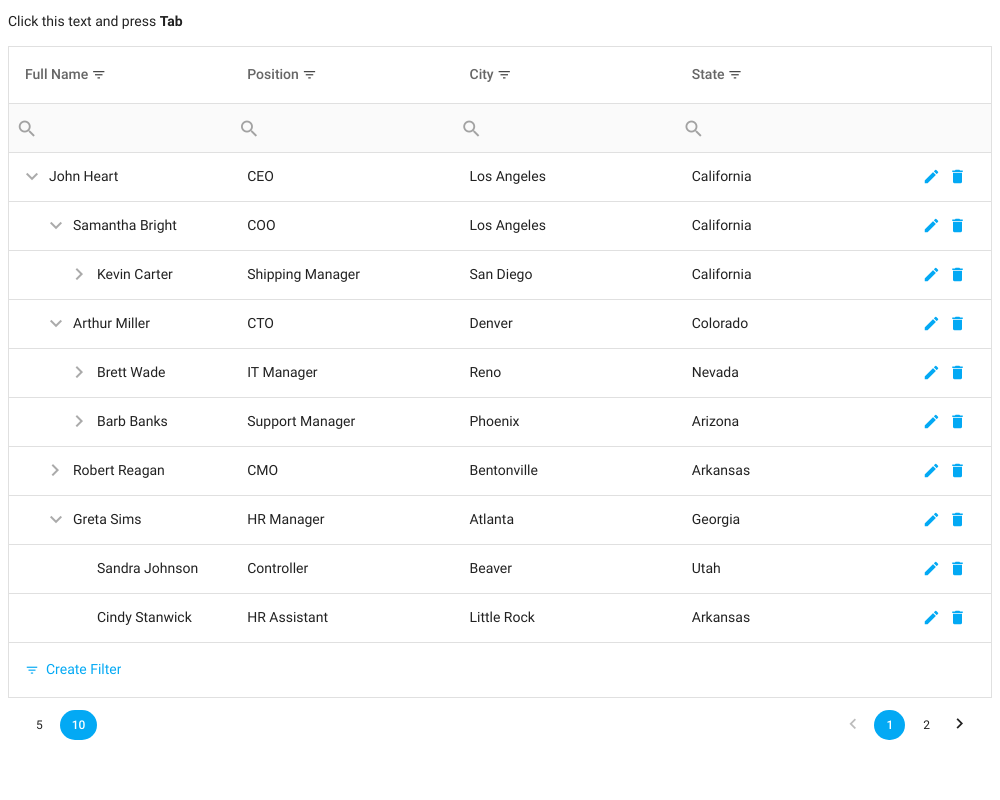 Click this text and press Tab
Full Name Position City State
John Heart CEO Los Angeles California
Samantha Bright COO Los Angeles California
Kevin Carter Shipping Manager San Diego California
Arthur Miller CTO Denver Colorado
Brett Wade IT Manager Reno Nevada
Barb Banks Support Manager Phoenix Arizona
Robert Reagan CMO Bentonville Arkansas
Greta Sims HR Manager Atlanta Georgia
Sandra Johnson Controller Beaver Utah
Cindy Stanwick HR Assistant Little Rock Arkansas
Create Filter
5 10 1 2